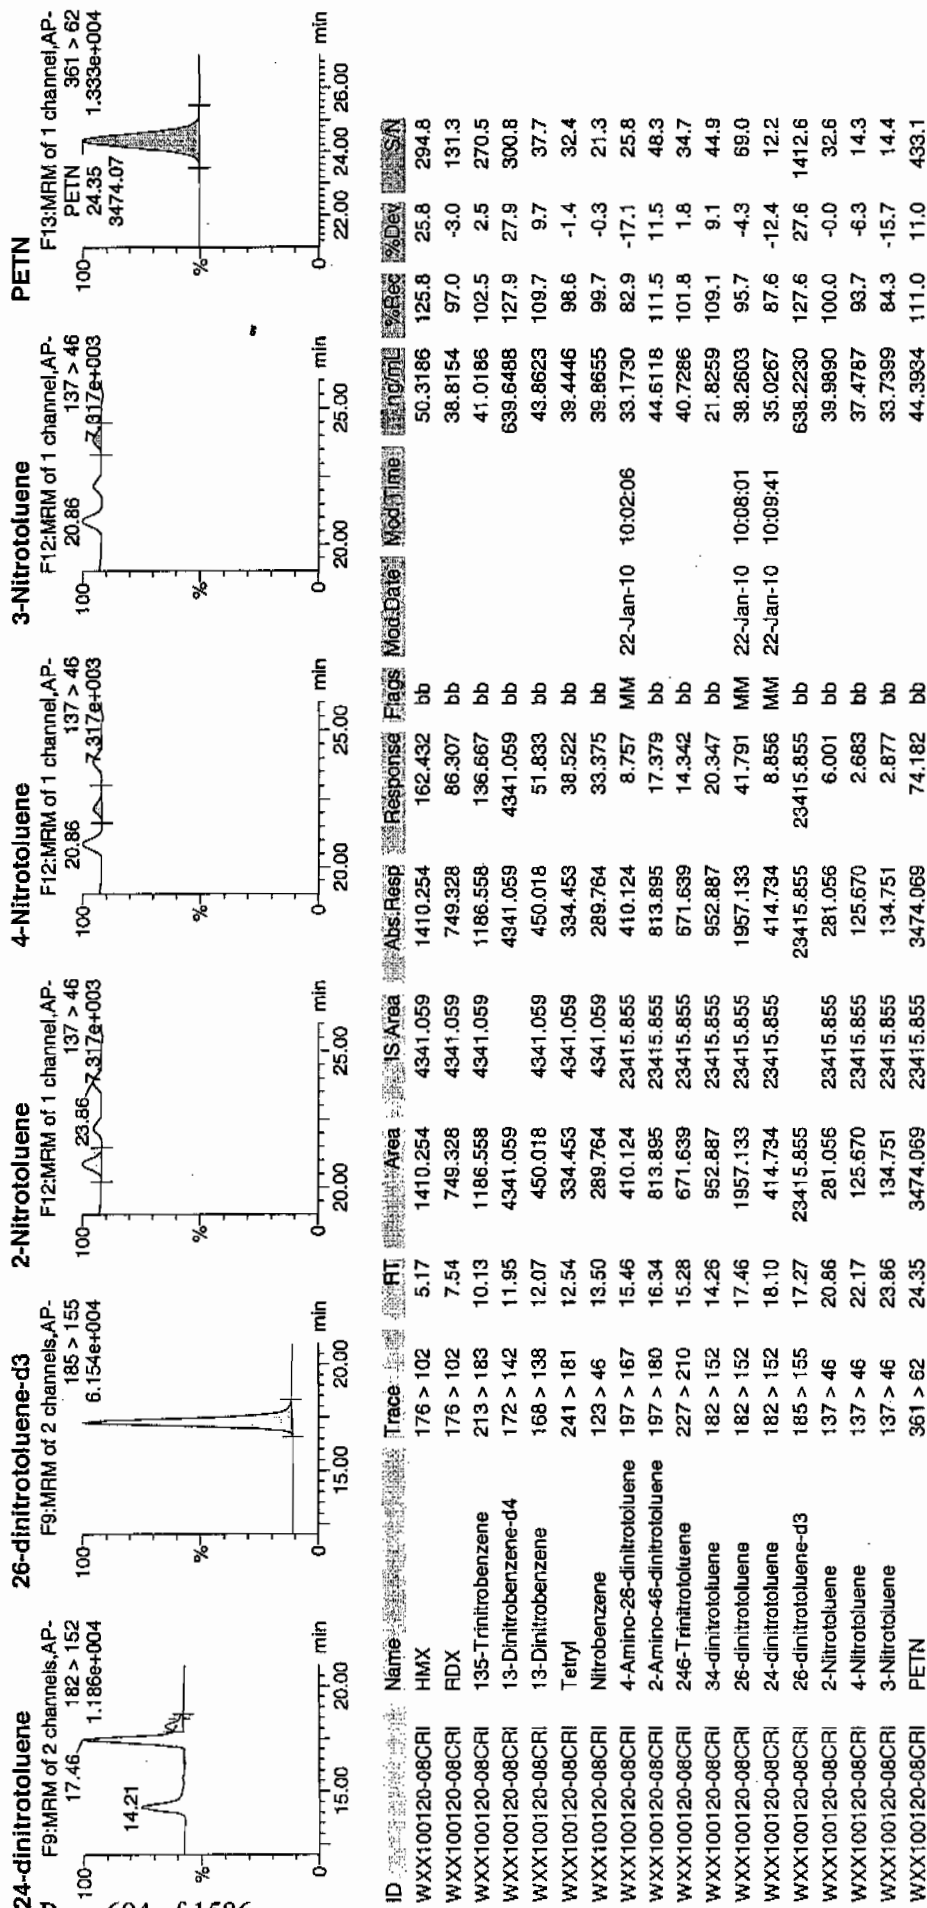 24-dinitrotoluene
F9:MRM of 2 channels,AP-
182 > 152
1.186e+004
17.46
14.21
100
%
0
15.00 20.00 min
26-dinitrotoluene-d3
F9:MRM of 2 channels,AP-
185 > 155
6.154e+004
100
%
0
15.00 20.00 min
2-Nitrotoluene
F12:MRM of 1 channel,AP-
137 > 46
7.317e+003
23.86
100
%
0
20.00 25.00 min
4-Nitrotoluene
F12:MRM of 1 channel,AP-
137 > 46
7.317e+003
20.86
100
%
0
20.00 25.00 min
3-Nitrotoluene
F12:MRM of 1 channel,AP-
137 > 46
7.317e+003
20.86
100
%
0
20.00 25.00 min
PETN
F13:MRM of 1 channel,AP-
361 > 62
1.333e+004
PETN
24.35
3474.07
100
%
0
22.00 24.00 26.00 min
ID Name Trace RT Area IS Area Abs.Resp Response Flags Mod.Date Mod.Time ng/mL %Rec %Dev S/N
WXX100120-08CRI HMX 176 > 102 5.17 1410.254 4341.059 1410.254 162.432 bb 50.3186 125.8 25.8 294.8
WXX100120-08CRI RDX 176 > 102 7.54 749.328 4341.059 749.328 86.307 bb 38.8154 97.0 -3.0 131.3
WXX100120-08CRI 135-Trinitrobenzene 213 > 183 10.13 1186.558 4341.059 1186.558 136.667 bb 41.0186 102.5 2.5 270.5
WXX100120-08CRI 13-Dinitrobenzene-d4 172 > 142 11.95 4341.059 4341.059 4341.059 bb 639.6488 127.9 27.9 300.8
WXX100120-08CRI 13-Dinitrobenzene 168 > 138 12.07 450.018 4341.059 450.018 51.833 bb 43.8623 109.7 9.7 37.7
WXX100120-08CRI Tetryl 241 > 181 12.54 334.453 4341.059 334.453 38.522 bb 39.4446 98.6 -1.4 32.4
WXX100120-08CRI Nitrobenzene 123 > 46 13.50 289.764 4341.059 289.764 33.375 bb 39.8655 99.7 -0.3 21.3
WXX100120-08CRI 4-Amino-26-dinitrotoluene 197 > 167 15.46 410.124 23415.855 410.124 8.757 MM 22-Jan-10 10:02:06 33.1730 82.9 -17.1 25.8
WXX100120-08CRI 2-Amino-46-dinitrotoluene 197 > 180 16.34 813.895 23415.855 813.895 17.379 bb 44.6118 111.5 11.5 48.3
WXX100120-08CRI 246-Trinitrotoluene 227 > 210 15.28 671.639 23415.855 671.639 14.342 bb 40.7286 101.8 1.8 34.7
WXX100120-08CRI 34-dinitrotoluene 182 > 152 14.26 952.887 23415.855 952.887 20.347 bb 21.8259 109.1 9.1 44.9
WXX100120-08CRI 26-dinitrotoluene 182 > 152 17.46 1957.133 23415.855 1957.133 41.791 MM 22-Jan-10 10:08:01 38.2603 95.7 -4.3 69.0
WXX100120-08CRI 24-dinitrotoluene 182 > 152 18.10 414.734 23415.855 414.734 8.856 MM 22-Jan-10 10:09:41 35.0267 87.6 -12.4 12.2
WXX100120-08CRI 26-dinitrotoluene-d3 185 > 155 17.27 23415.855 23415.855 23415.855 bb 638.2230 127.6 27.6 1412.6
WXX100120-08CRI 2-Nitrotoluene 137 > 46 20.86 281.056 23415.855 281.056 6.001 bb 39.9890 100.0 -0.0 32.6
WXX100120-08CRI 4-Nitrotoluene 137 > 46 22.17 125.670 23415.855 125.670 2.683 bb 37.4787 93.7 -6.3 14.3
WXX100120-08CRI 3-Nitrotoluene 137 > 46 23.86 134.751 23415.855 134.751 2.877 bb 33.7399 84.3 -15.7 14.4
WXX100120-08CRI PETN 361 > 62 24.35 3474.069 23415.855 3474.069 74.182 bb 44.3934 111.0 11.0 433.1